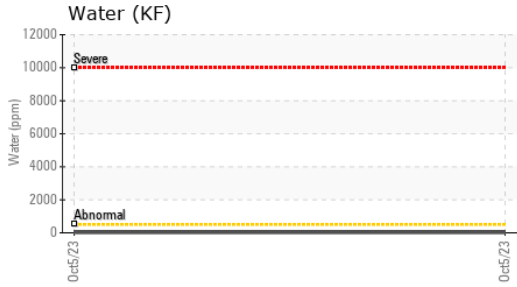 Water (KF)
12000
Severe
10000
8000
6000
4000
2000
Abnormal
0
Water (ppm)
Oct5/23
Oct5/23